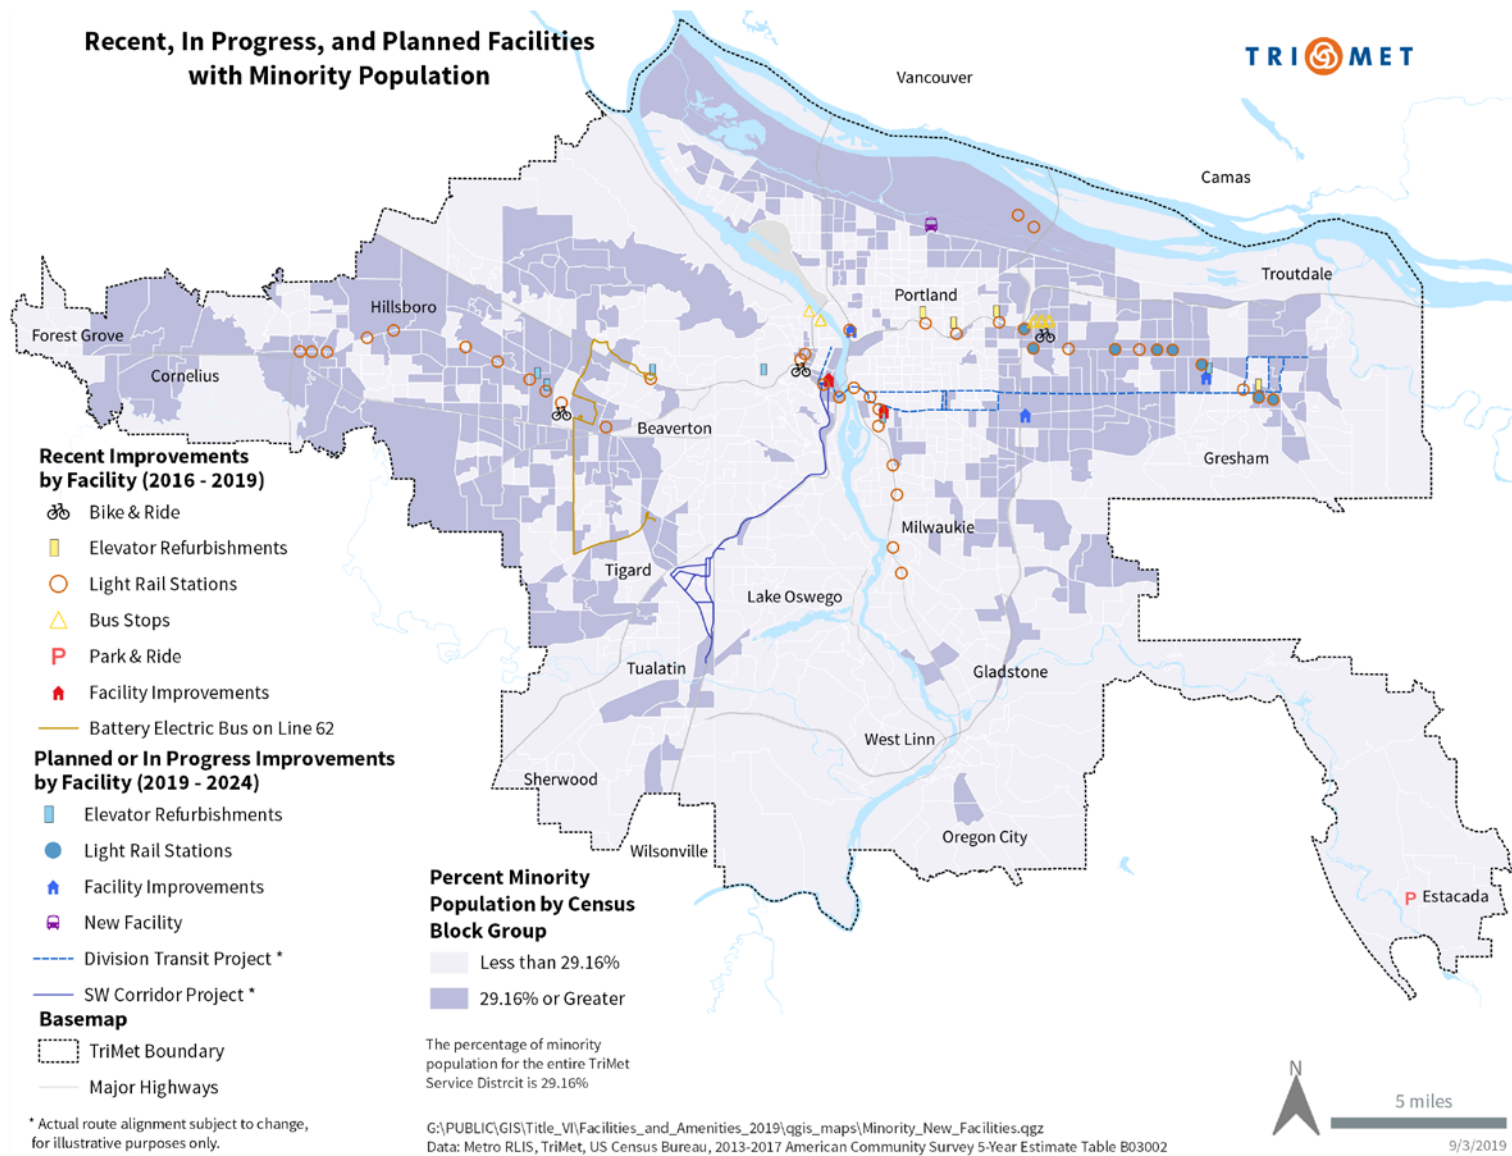 Recent, In Progress, and Planned Facilities
with Minority Population
TRI MET
Vancouver
Camas
Troutdale
Portland
Hillsboro
Forest Grove
Cornelius
Beaverton
Gresham
Milwaukie
Tigard
Lake Oswego
Tualatin
Gladstone
West Linn
Sherwood
Oregon City
Wilsonville
P Estacada
Recent Improvements
by Facility (2016 - 2019)
Bike & Ride
Elevator Refurbishments
Light Rail Stations
Bus Stops
P Park & Ride
Facility Improvements
Battery Electric Bus on Line 62
Planned or In Progress Improvements
by Facility (2019 - 2024)
Elevator Refurbishments
Light Rail Stations
Facility Improvements
New Facility
Division Transit Project *
SW Corridor Project *
Basemap
TriMet Boundary
Major Highways
* Actual route alignment subject to change,
for illustrative purposes only.
Percent Minority
Population by Census
Block Group
Less than 29.16%
29.16% or Greater
The percentage of minority
population for the entire TriMet
Service Distrcit is 29.16%
G:\PUBLIC\GIS\Title_VI\Facilities_and_Amenities_2019\qgis_maps\Minority_New_Facilities.qgz
Data: Metro RLIS, TriMet, US Census Bureau, 2013-2017 American Community Survey 5-Year Estimate Table B03002
N
5 miles
9/3/2019